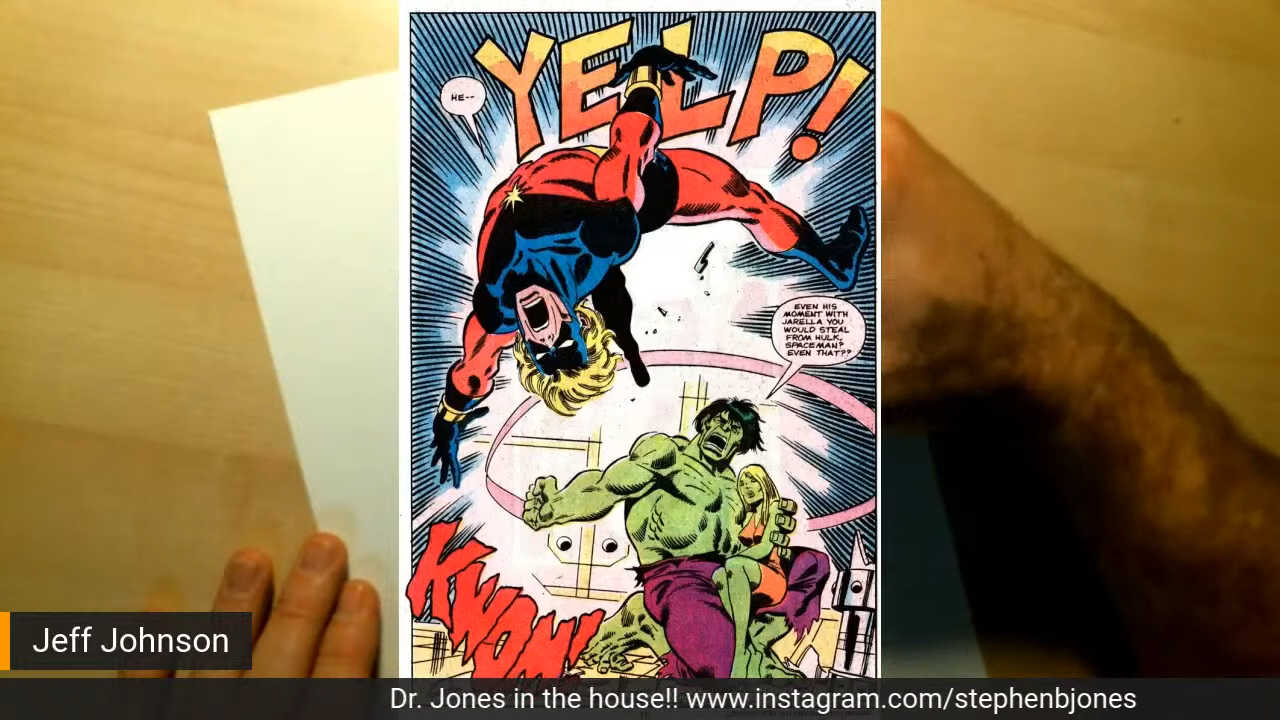 YELP!
HE--
EVEN HIS
MOMENT WITH
JARELLA YOU
WOULD STEAL
FROM HULK,
SPACEMAN?
EVEN THAT??
KWOM!
Jeff Johnson
Dr. Jones in the house!! www.instagram.com/stephenbjones